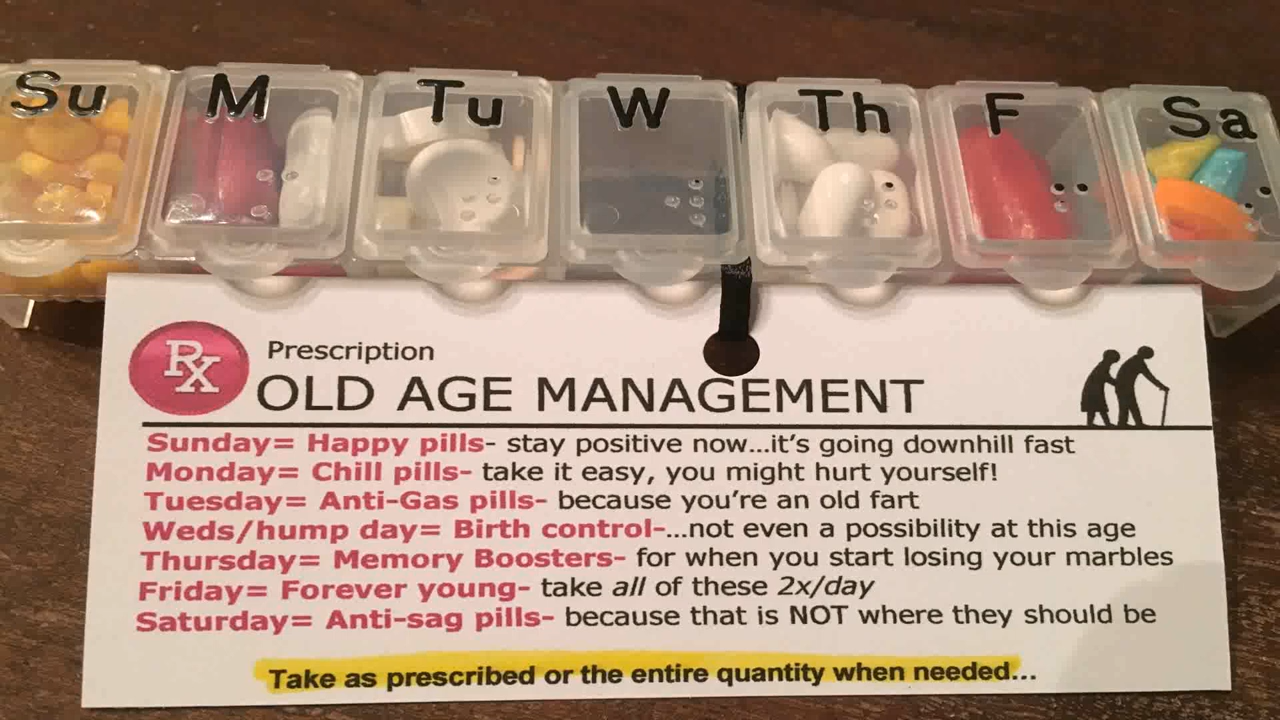 Su M Tu W Th F Sa
Rx
Prescription
OLD AGE MANAGEMENT
Sunday= Happy pills- stay positive now...it's going downhill fast
Monday= Chill pills- take it easy, you might hurt yourself!
Tuesday= Anti-Gas pills- because you're an old fart
Weds/hump day= Birth control-...not even a possibility at this age
Thursday= Memory Boosters- for when you start losing your marbles
Friday= Forever young- take all of these 2x/day
Saturday= Anti-sag pills- because that is NOT where they should be
Take as prescribed or the entire quantity when needed...